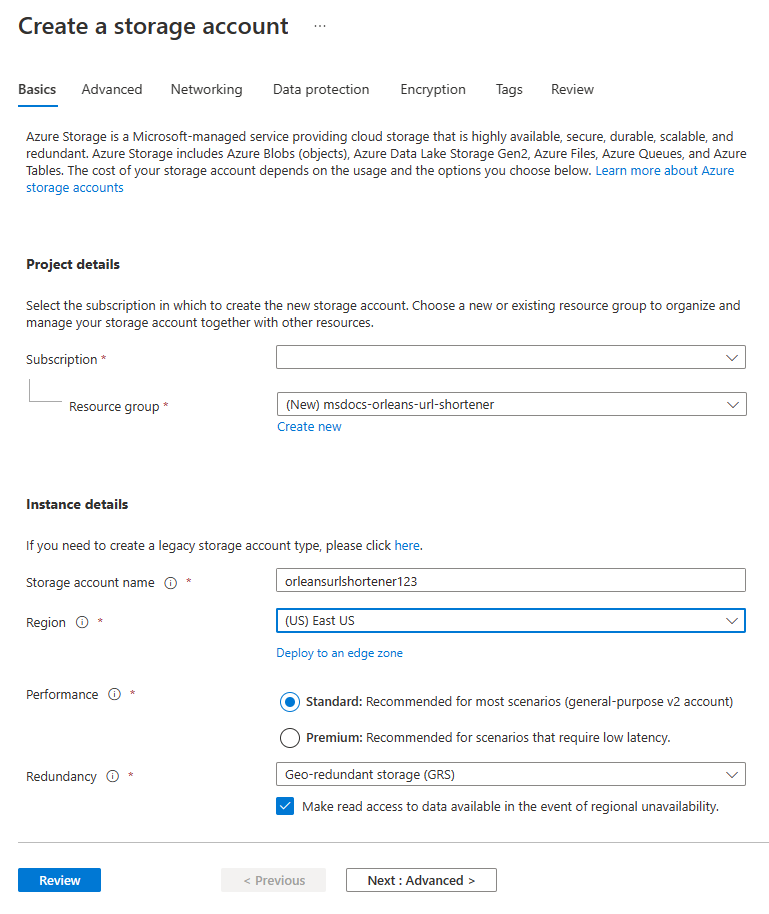 Create a storage account ...
Basics Advanced Networking Data protection Encryption Tags Review
Azure Storage is a Microsoft-managed service providing cloud storage that is highly available, secure, durable, scalable, and
redundant. Azure Storage includes Azure Blobs (objects), Azure Data Lake Storage Gen2, Azure Files, Azure Queues, and Azure
Tables. The cost of your storage account depends on the usage and the options you choose below. Learn more about Azure
storage accounts
Project details
Select the subscription in which to create the new storage account. Choose a new or existing resource group to organize and
manage your storage account together with other resources.
Subscription *
Resource group * (New) msdocs-orleans-url-shortener
Create new
Instance details
If you need to create a legacy storage account type, please click here.
Storage account name * orleansurlshortener123
Region * (US) East US
Deploy to an edge zone
Performance * Standard: Recommended for most scenarios (general-purpose v2 account)
Premium: Recommended for scenarios that require low latency.
Redundancy * Geo-redundant storage (GRS)
Make read access to data available in the event of regional unavailability.
Review < Previous Next : Advanced >